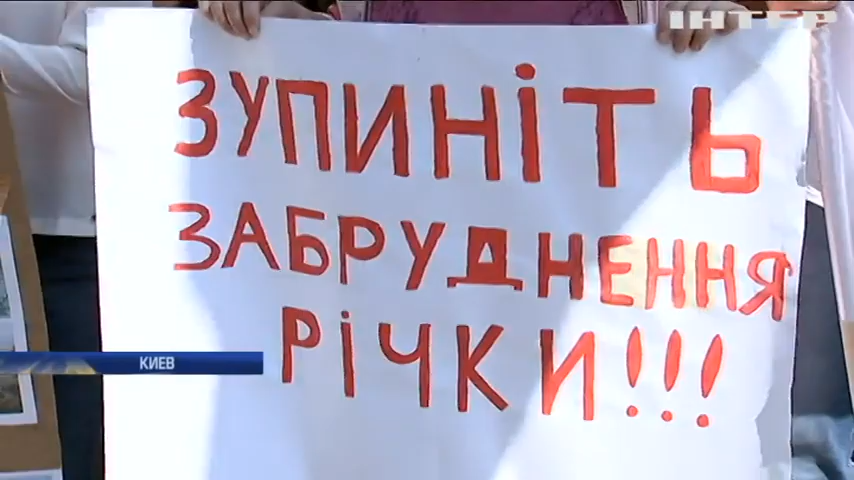 ІНТЕР
ЗУПИНІТЬ
ЗАБРУДНЕННЯ
РІЧКИ!!!
КИЕВ